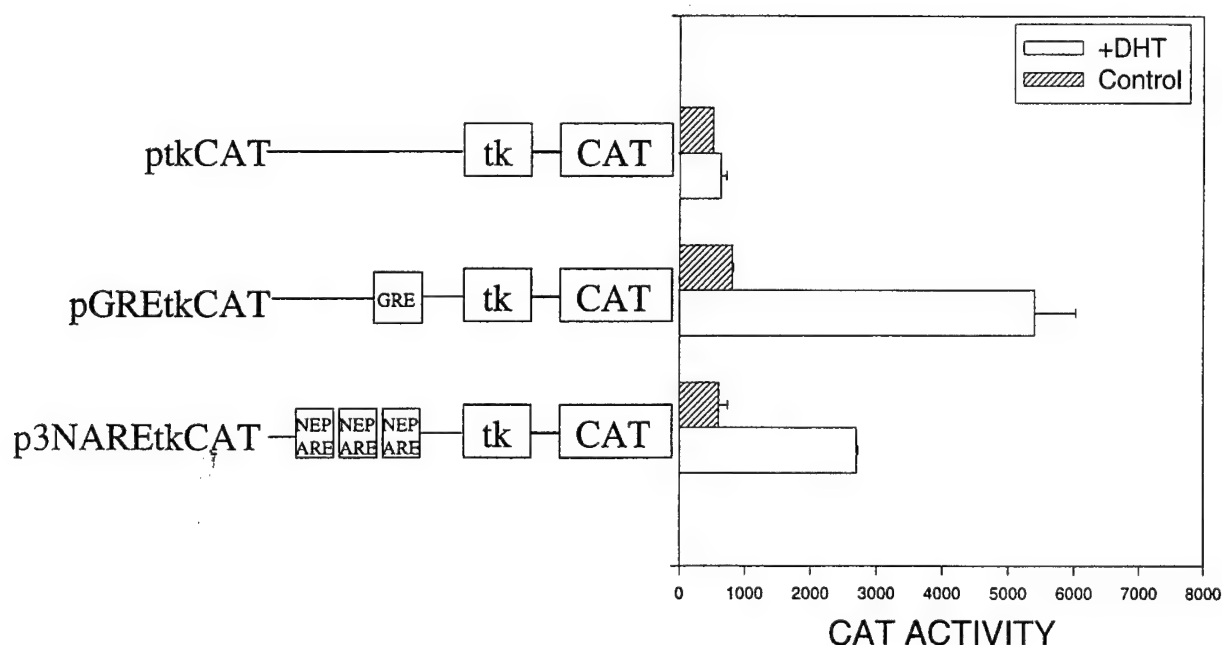 +DHT
Control
ptkCAT
tk
CAT
pGREtkCAT
GRE
tk
CAT
p3NAREtkCAT
NEP
ARE
NEP
ARE
NEP
ARE
tk
CAT
0 1000 2000 3000 4000 5000 6000 7000 8000
CAT ACTIVITY